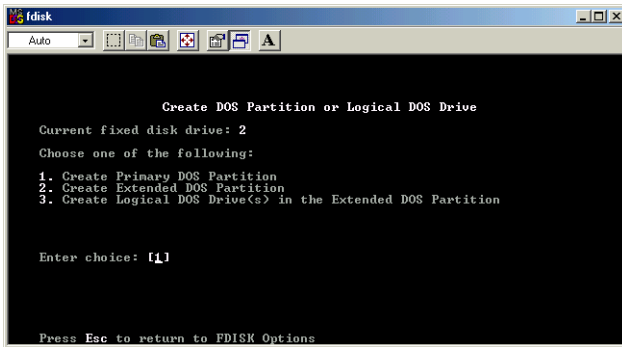 MS DOS fdisk
Auto
A
Create DOS Partition or Logical DOS Drive
Current fixed disk drive: 2
Choose one of the following:
1. Create Primary DOS Partition
2. Create Extended DOS Partition
3. Create Logical DOS Drive(s) in the Extended DOS Partition
Enter choice: [1]
Press Esc to return to FDISK Options